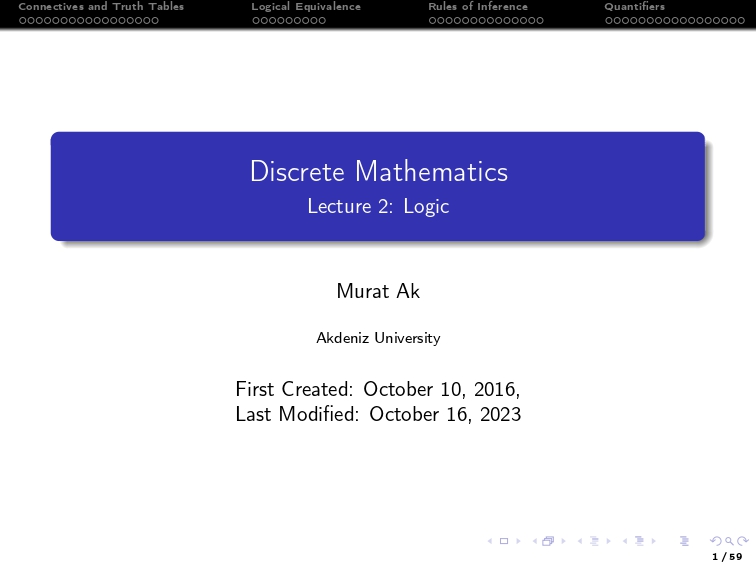 Connectives and Truth Tables
Logical Equivalence
Rules of Inference
Quantifiers
Discrete Mathematics
Lecture 2: Logic
Murat Ak
Akdeniz University
First Created: October 10, 2016,
Last Modified: October 16, 2023
1 / 59